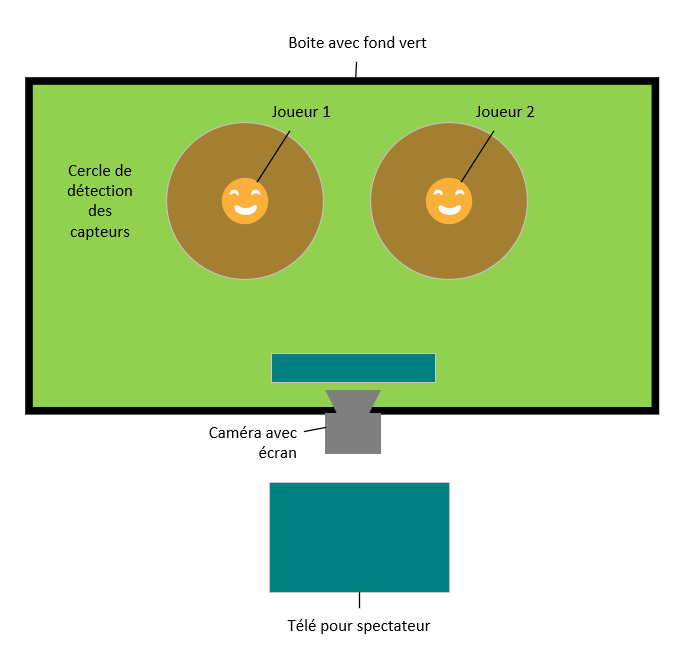 Boite avec fond vert
Joueur 1
Joueur 2
Cercle de
détection
des
capteurs
Caméra avec
écran
Télé pour spectateur